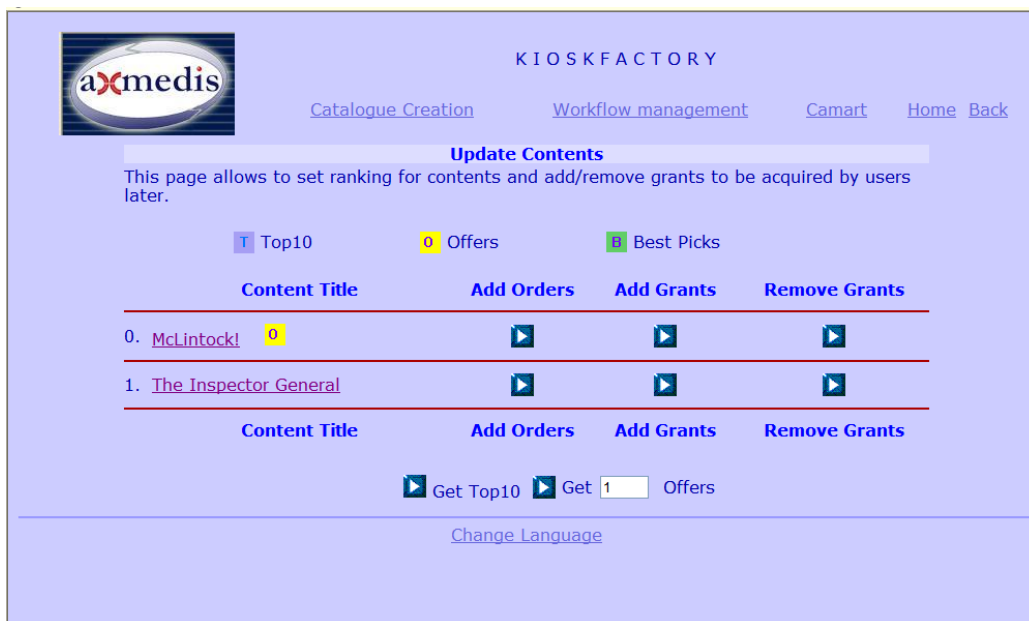 axmedis
KIOSKFACTORY
Catalogue Creation Workflow management Camart Home Back
Update Contents
This page allows to set ranking for contents and add/remove grants to be acquired by users
later.
T Top10 O Offers B Best Picks
Content Title Add Orders Add Grants Remove Grants
0. McLintock! O
1. The Inspector General
Content Title Add Orders Add Grants Remove Grants
Get Top10 Get 1 Offers
Change Language